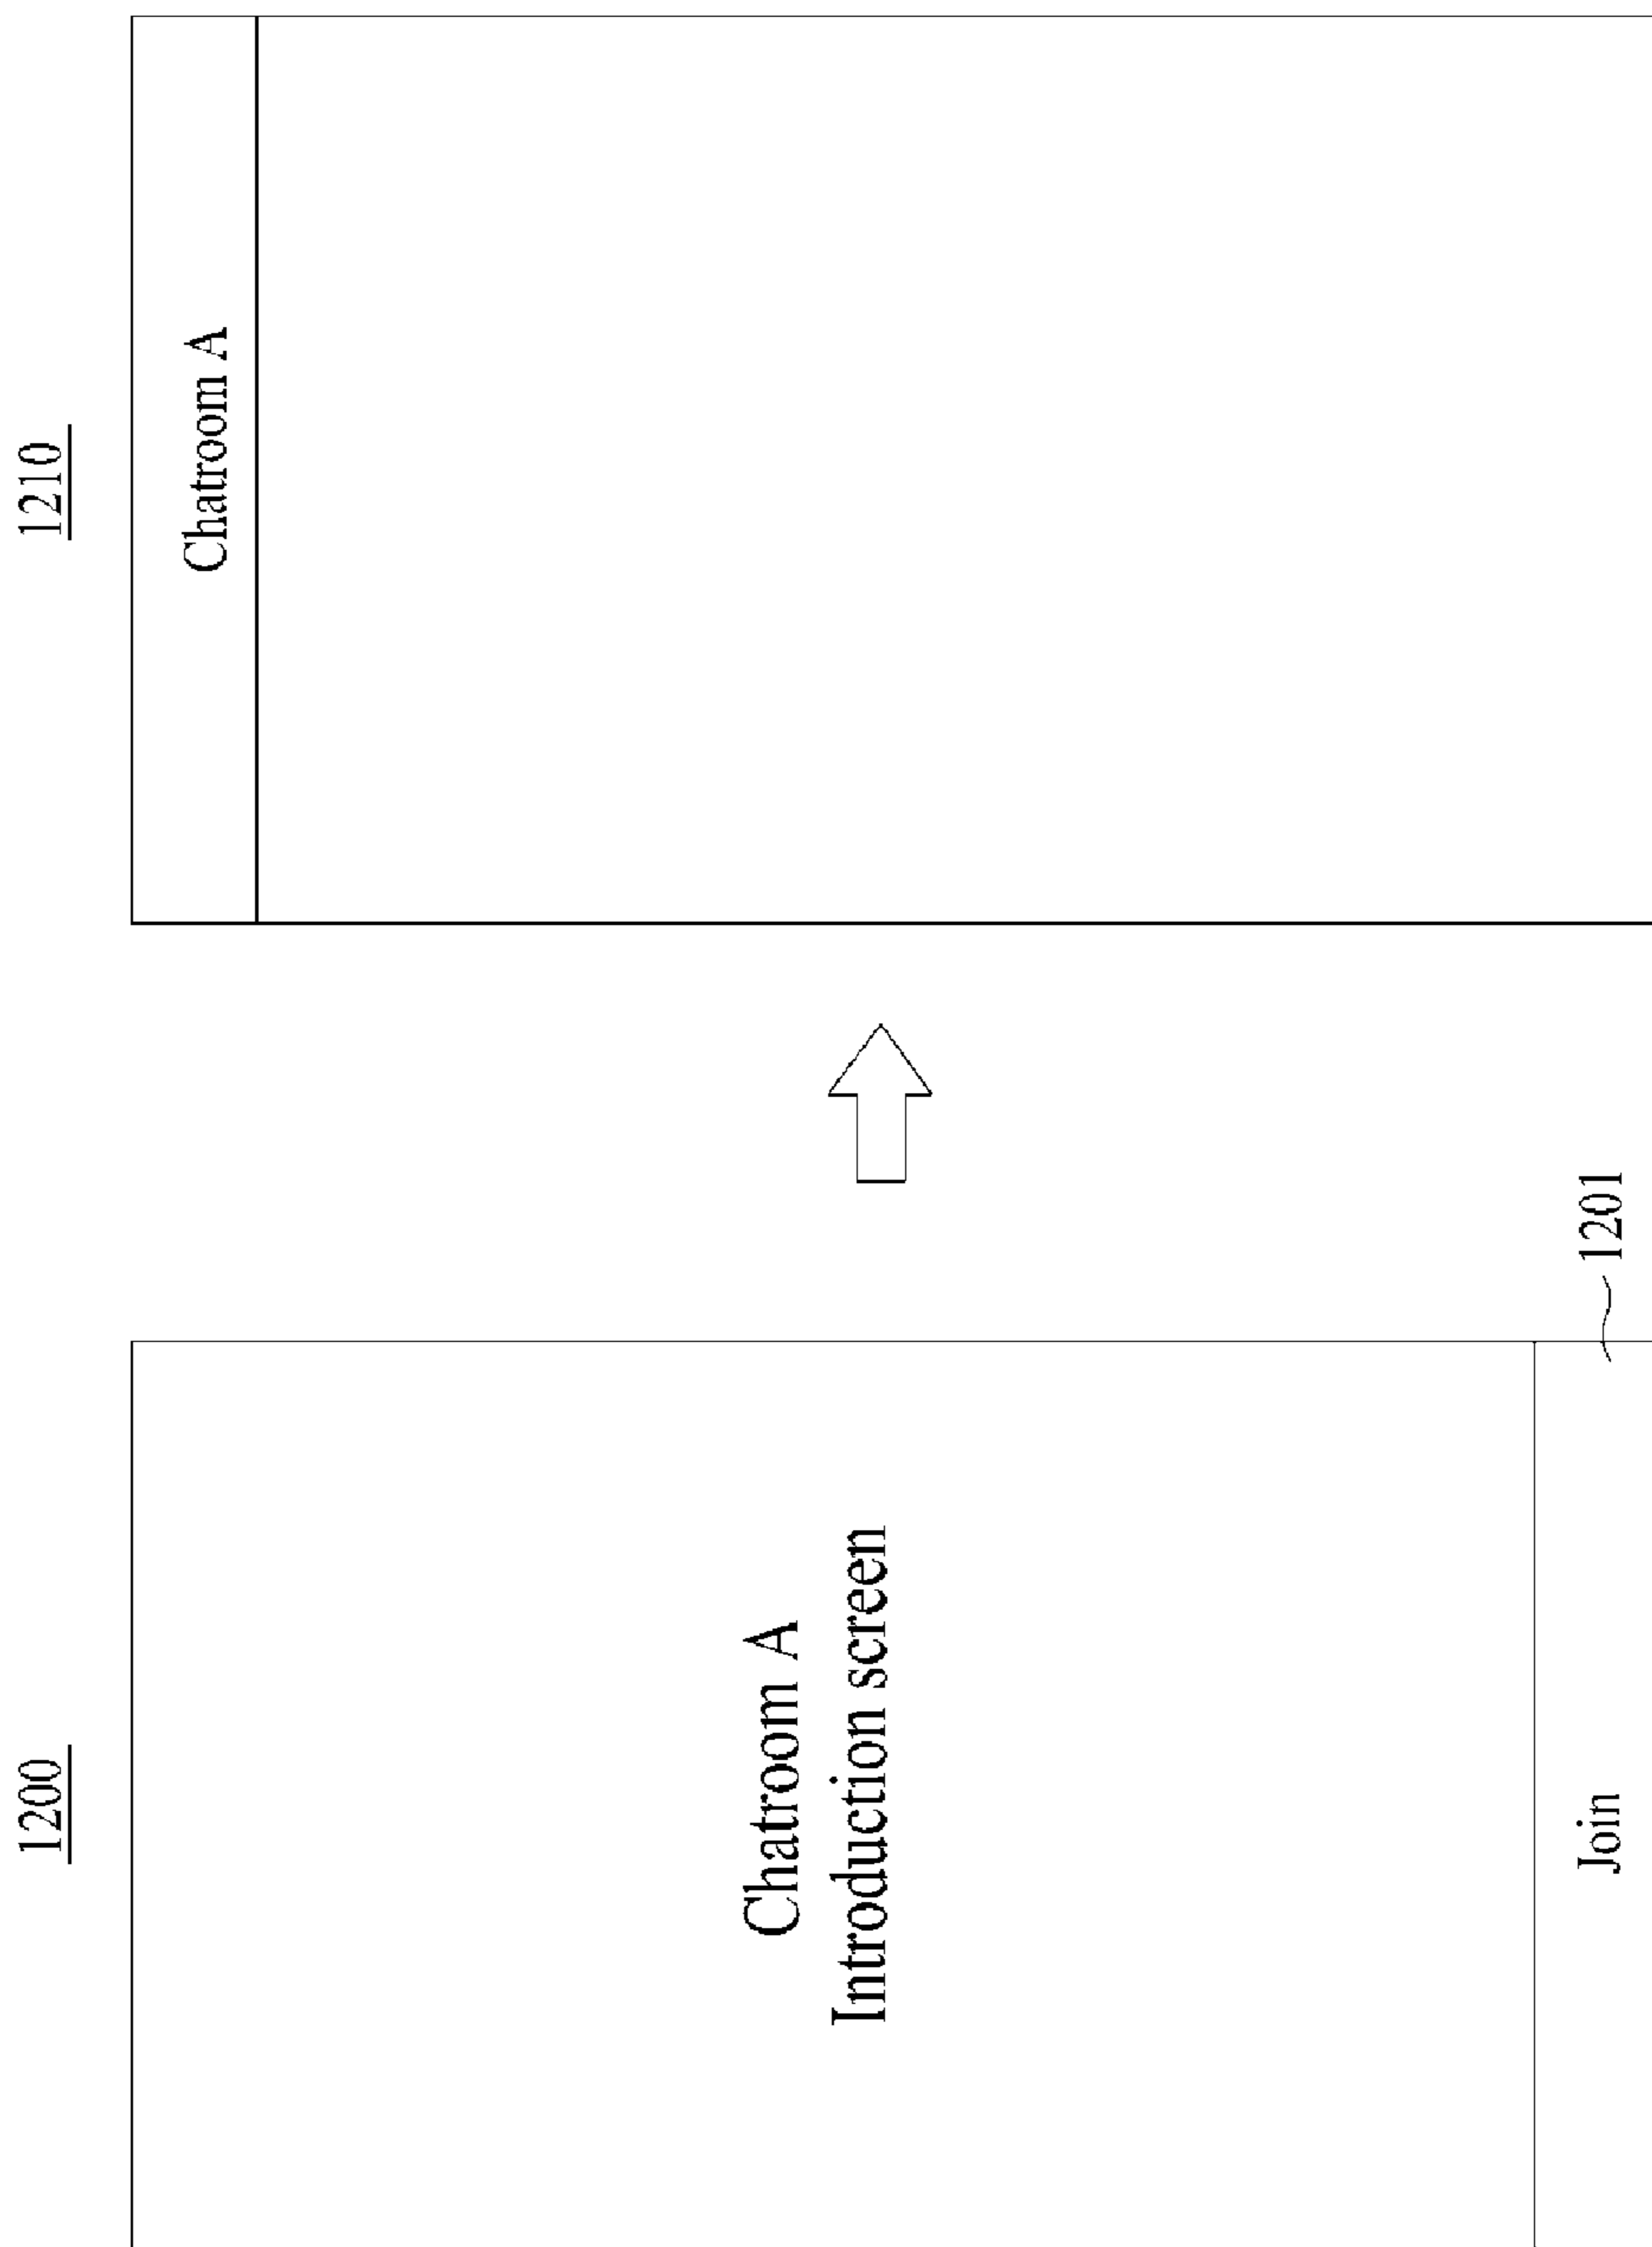 1200
Chatroom A
Introduction screen
Join
1201
1210
Chatroom A